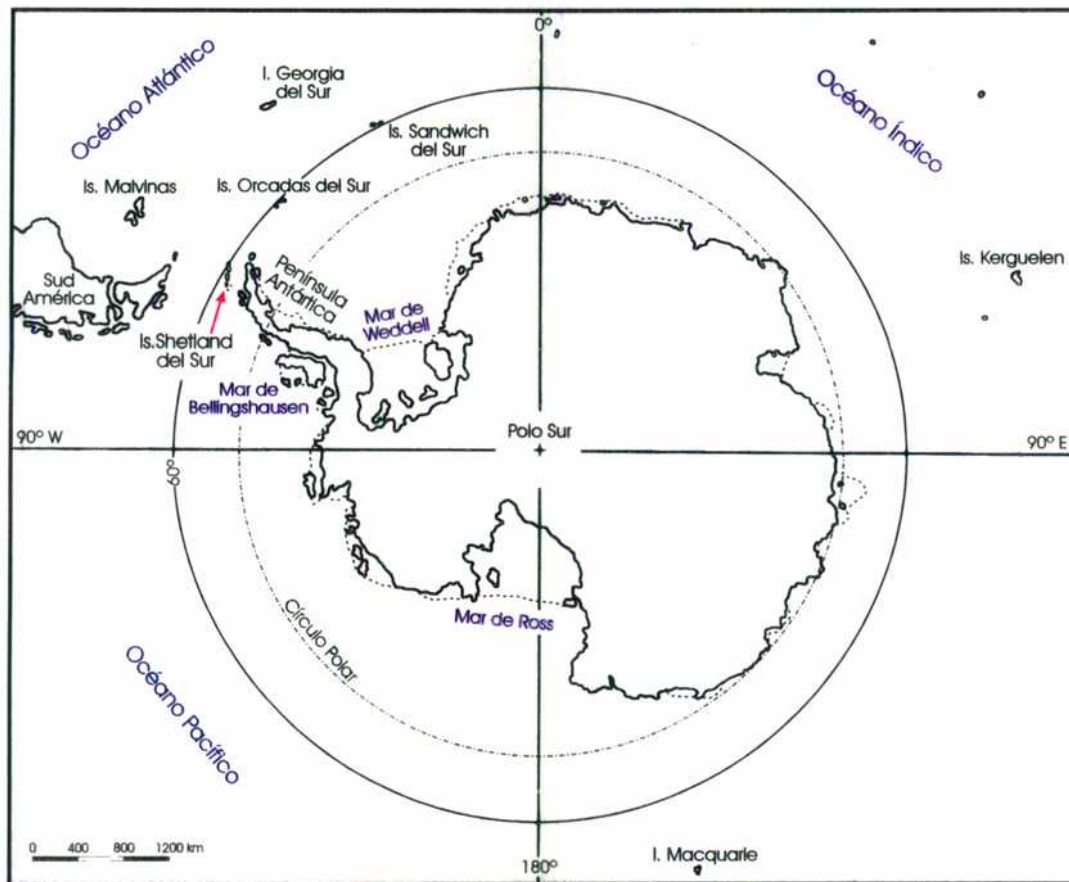 0°
Océano Atlántico
I. Georgia
del Sur
Océano Índico
Is. Sandwich
del Sur
Is. Malvinas
Is. Orcadas del Sur
Península
Antártica
Is. Kerguelen
Sud
América
Mar de
Weddell
Is.Shetland
del Sur
Mar de
Bellingshausen
Polo Sur
90° W
90° E
60°
Mar de Ross
Círculo Polar
Océano Pacífico
0 400 800 1200 km
I. Macquarie
180°